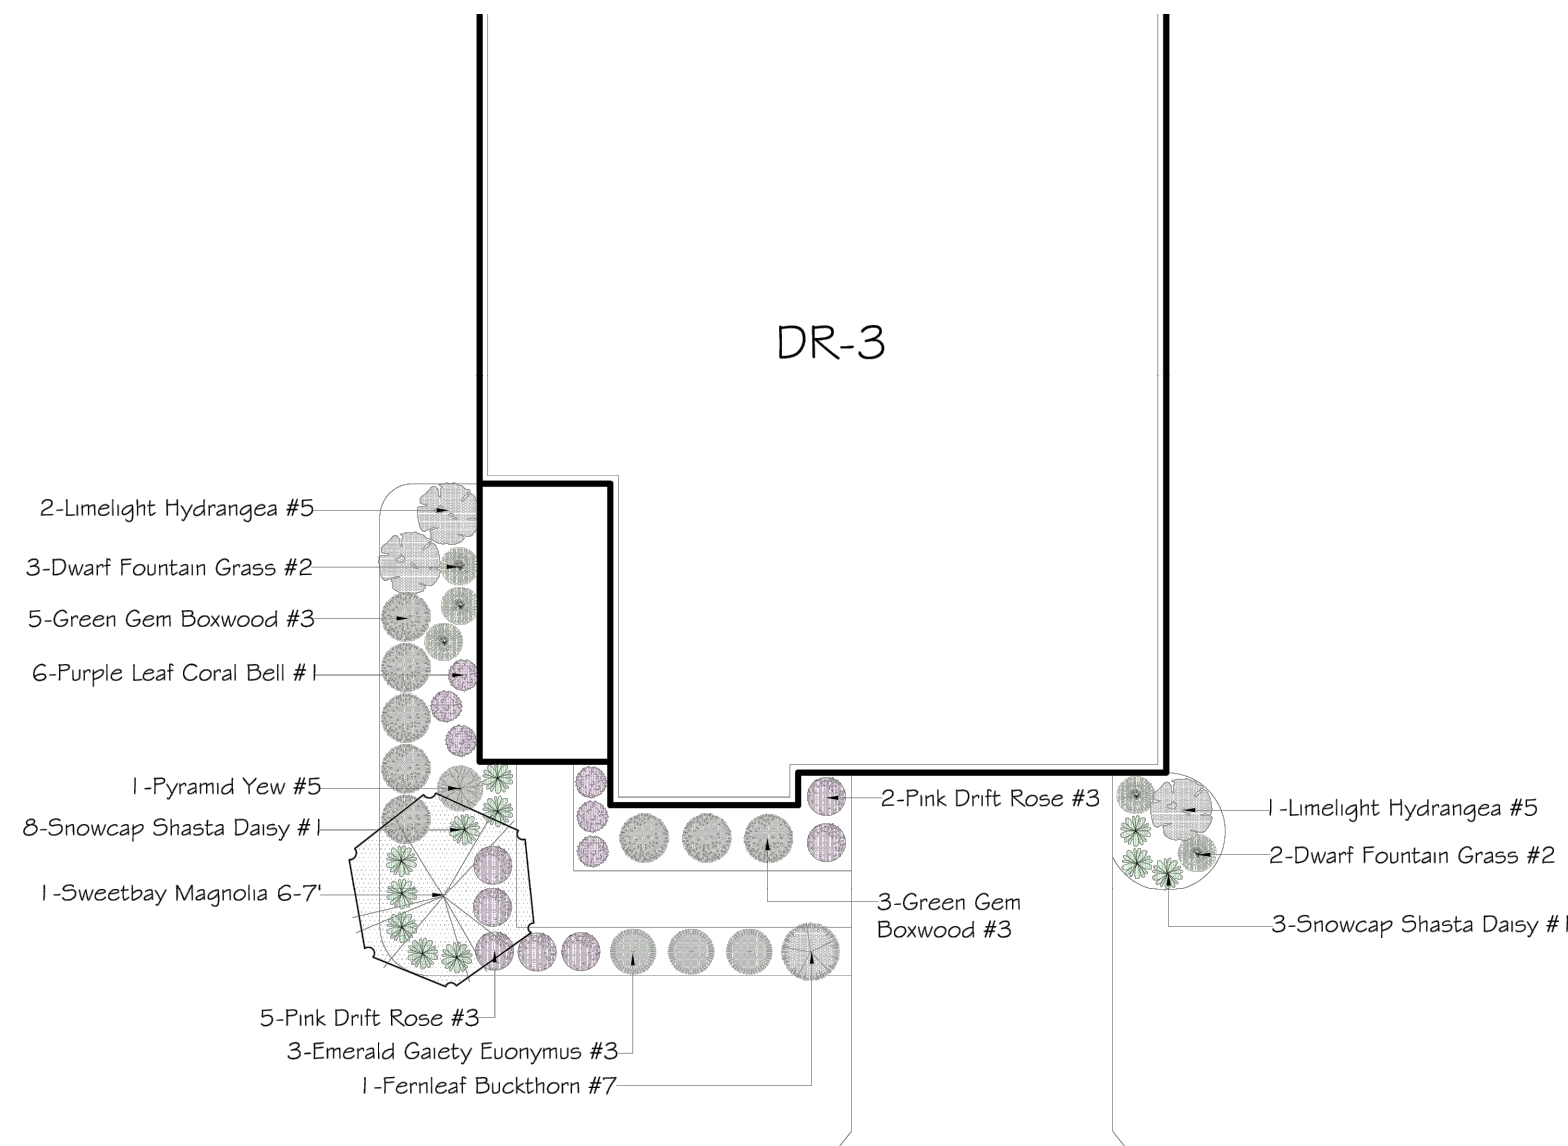 DR-3
2-Limelight Hydrangea #5
3-Dwarf Fountain Grass #2
5-Green Gem Boxwood #3
6-Purple Leaf Coral Bell #1
1-Pyramid Yew #5
8-Snowcap Shasta Daisy #1
1-Sweetbay Magnolia 6-7'
5-Pink Drift Rose #3
3-Emerald Gaiety Euonymus #3
1-Fernleaf Buckthorn #7
2-Pink Drift Rose #3
3-Green Gem
Boxwood #3
1-Limelight Hydrangea #5
2-Dwarf Fountain Grass #2
3-Snowcap Shasta Daisy #1